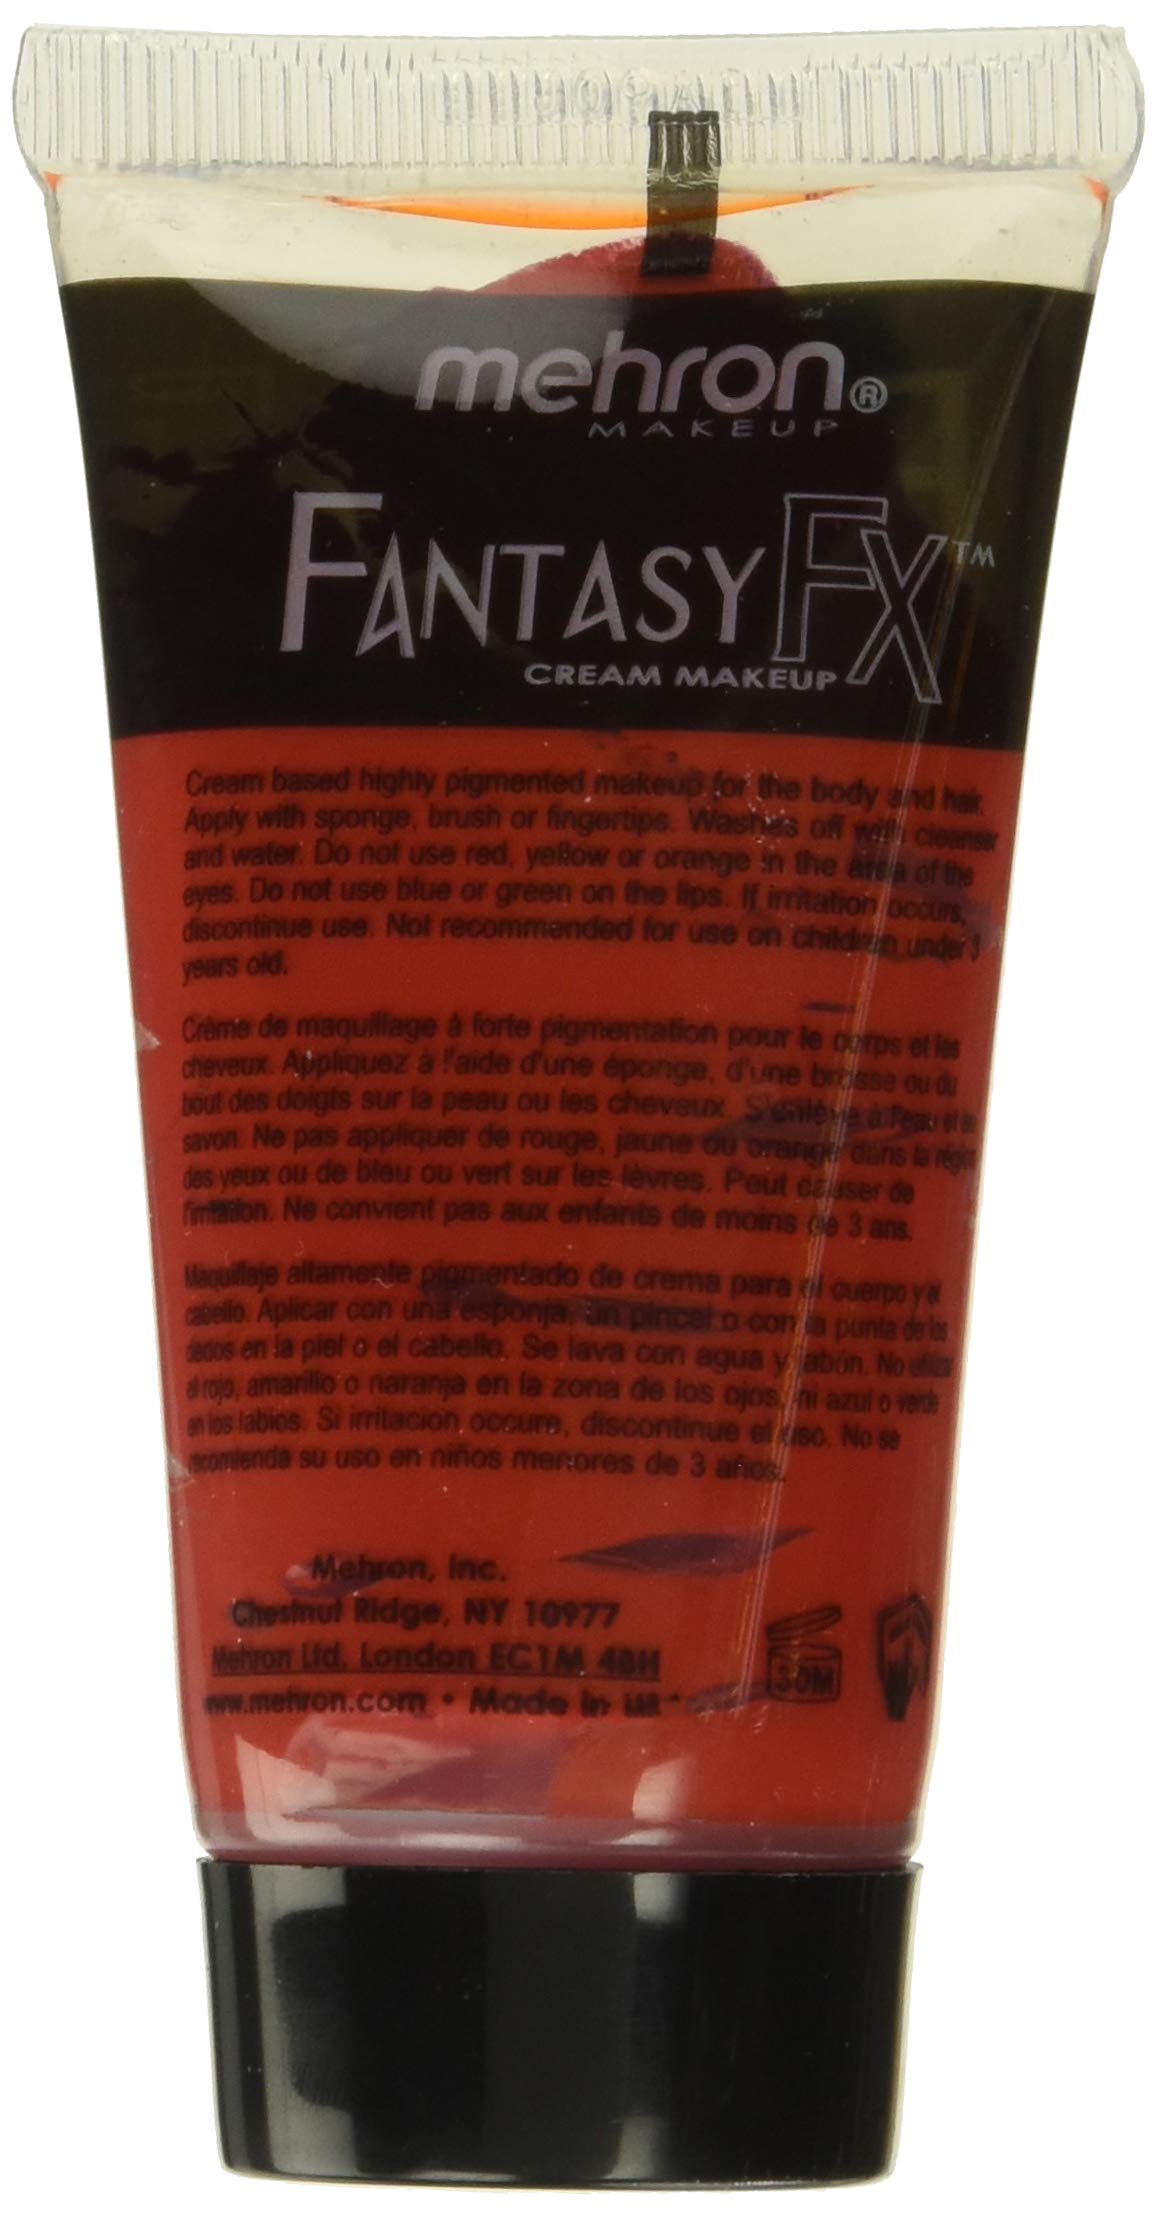 mehron®
MAKEUP
FANTASY FX™
CREAM MAKEUP
Cream based highly pigmented makeup for the body and hair.
Apply with sponge, brush or fingertips. Washes off with cleanser
and water. Do not use red, yellow or orange in the area of the
eyes. Do not use blue or green on the lips. If irritation occurs,
discontinue use. Not recommended for use on children under 3
years old.
Crème de maquillage à forte pigmentation pour le corps et les
cheveux. Appliquez à l'aide d'une éponge, d'une brosse ou du
bout des doigts sur la peau ou les cheveux. S'enlève à l'eau et au
savon. Ne pas appliquer de rouge, jaune ou orange dans la
des yeux ou de bleu ou vert sur les lèvres. Peut causer de
l'irritation. Ne convient pas aux enfants de moins de 3 ans.
Maquillaje altamente pigmentado de crema para el cuerpo y el
cabello. Aplicar con una esponja, un pincel o con la punta de los
dedos en la piel o el cabello. Se lava con agua y jabón. No utilizar
el rojo, amarillo o naranja en la zona de los ojos, ni azul o verde
en los labios. Si irritacion occure, discontinue el uso. No se
recomienda su uso en niños menores de 3 años.
Mehron, Inc.
Chestnut Ridge, NY 10977
Mehron Ltd. London EC1M 4BH
www.mehron.com • Made in
30M